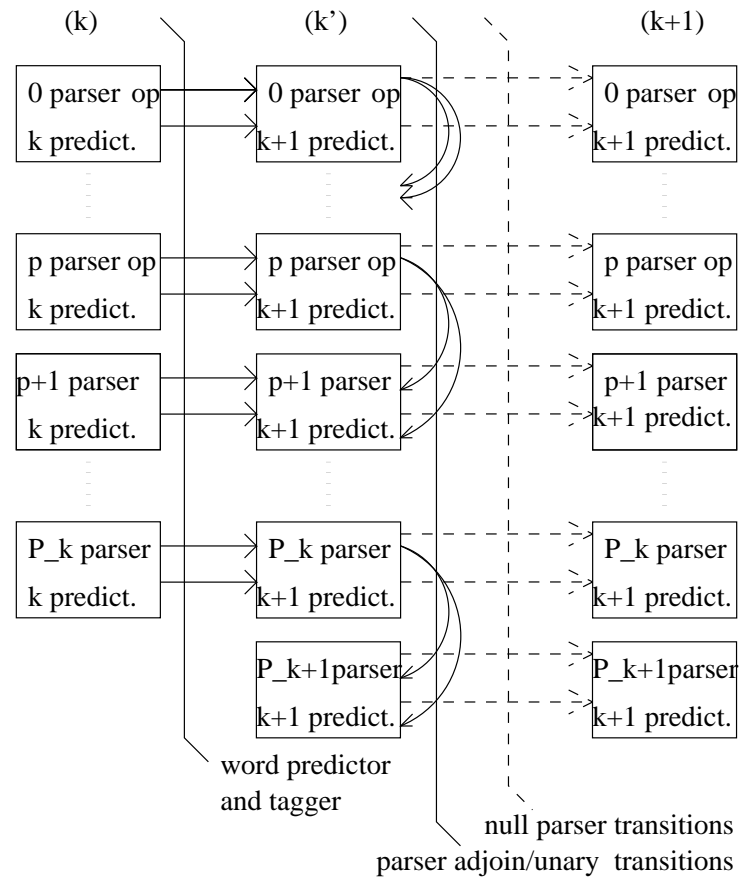 (k) (k’) (k+1)
0 parser op 0 parser op 0 parser op
k predict. k+1 predict. k+1 predict.
p parser op p parser op p parser op
k predict. k+1 predict. k+1 predict.
p+1 parser p+1 parser p+1 parser
k predict. k+1 predict. k+1 predict.
P_k parser P_k parser P_k parser
k predict. k+1 predict. k+1 predict.
P_k+1parser P_k+1parser
k+1 predict. k+1 predict.
word predictor
and tagger
null parser transitions
parser adjoin/unary transitions